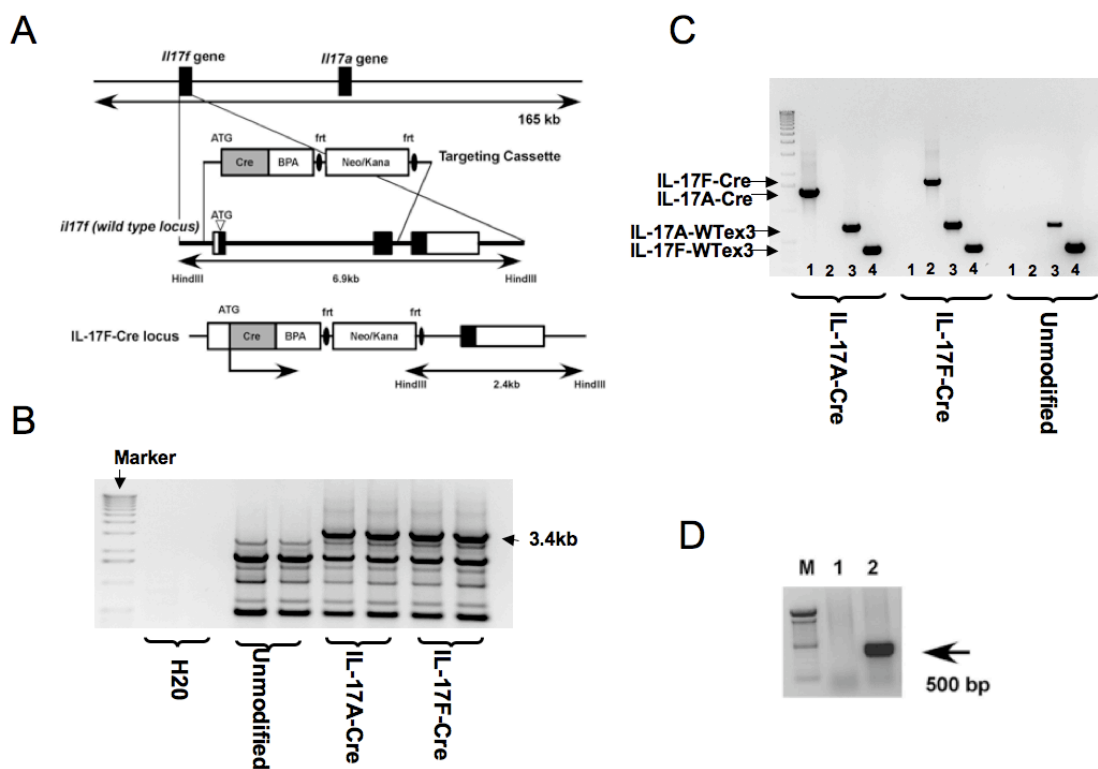 A
Il17f gene
Il17a gene
165 kb
ATG
frt
frt
Cre
BPA
Neo/Kana
Targeting Cassette
il17f (wild type locus)
ATG
HindIII
6.9kb
HindIII
ATG
frt
frt
IL-17F-Cre locus
Cre
BPA
Neo/Kana
HindIII
2.4kb
HindIII
B
Marker
3.4kb
H20
Unmodified
IL-17A-Cre
IL-17F-Cre
C
IL-17F-Cre
IL-17A-Cre
IL-17A-WTex3
IL-17F-WTex3
1 2 3 4 1 2 3 4 1 2 3 4
IL-17A-Cre
IL-17F-Cre
Unmodified
D
M 1 2
500 bp